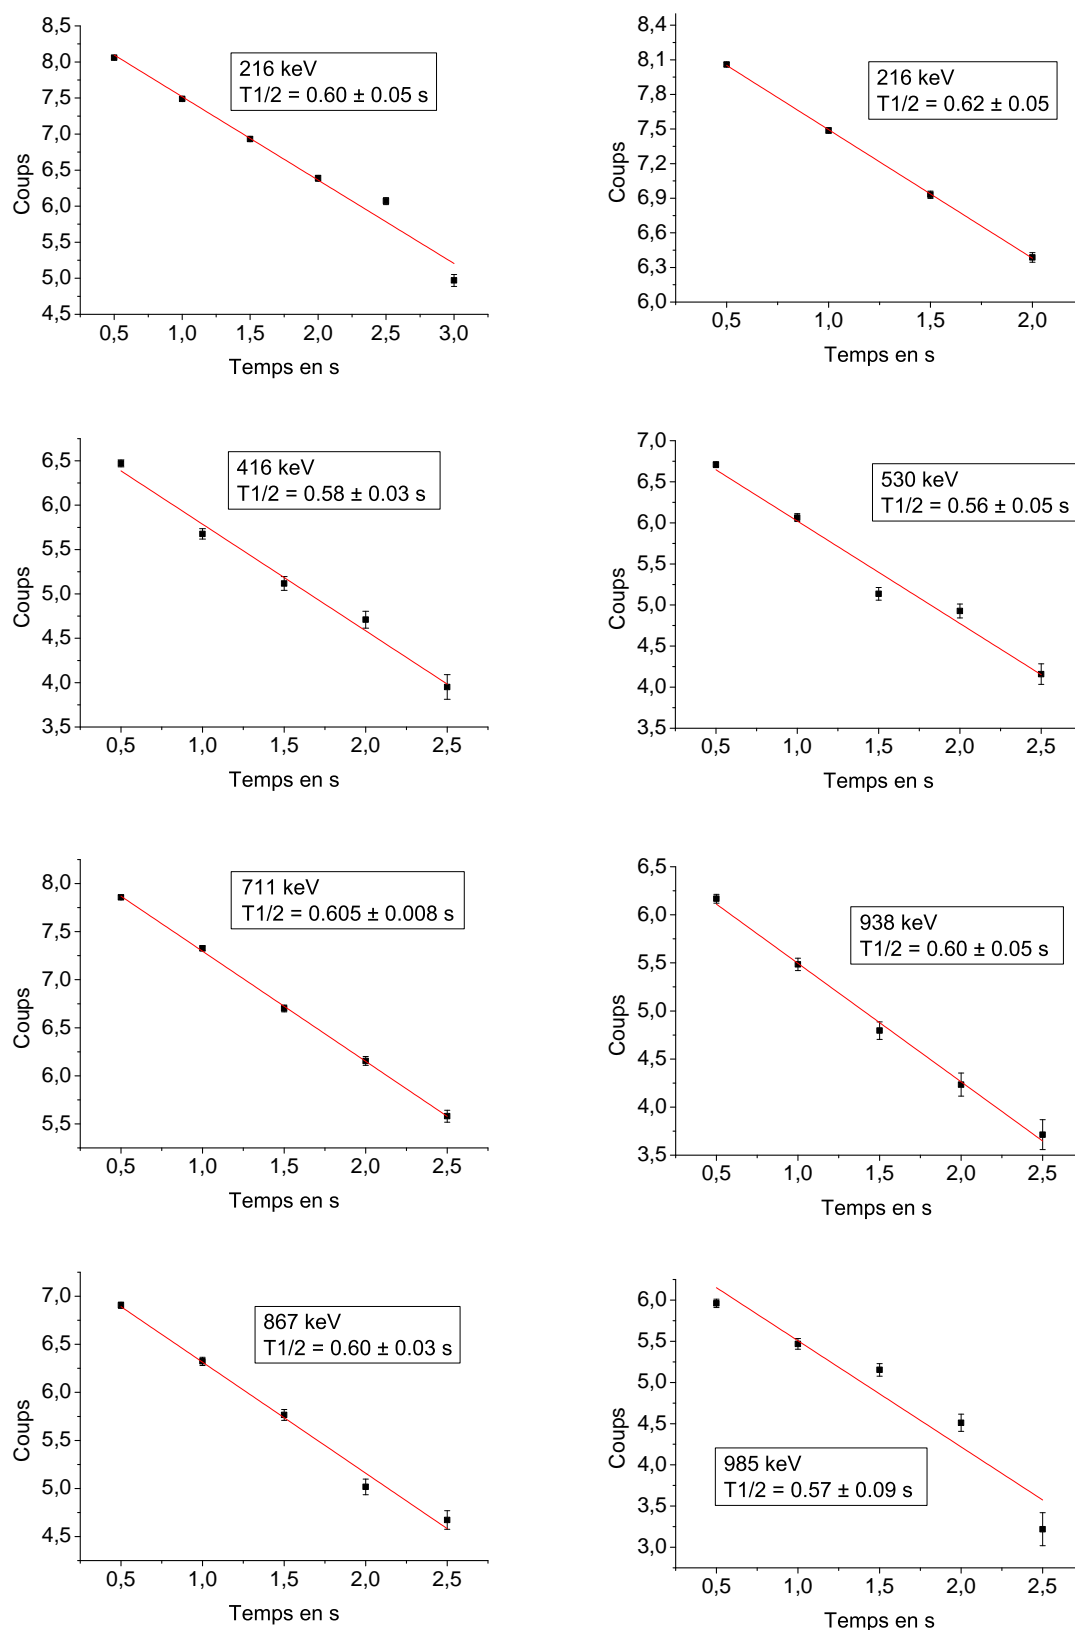 8,5
8,0
7,5
7,0
6,5
6,0
5,5
5,0
4,5
Coups
216 keV
T1/2 = 0.60 ± 0.05 s
0,5 1,0 1,5 2,0 2,5 3,0
Temps en s
8,4
8,1
7,8
7,5
7,2
6,9
6,6
6,3
6,0
Coups
216 keV
T1/2 = 0.62 ± 0.05
0,5 1,0 1,5 2,0
Temps en s
6,5
6,0
5,5
5,0
4,5
4,0
3,5
Coups
416 keV
T1/2 = 0.58 ± 0.03 s
0,5 1,0 1,5 2,0 2,5
Temps en s
7,0
6,5
6,0
5,5
5,0
4,5
4,0
3,5
Coups
530 keV
T1/2 = 0.56 ± 0.05 s
0,5 1,0 1,5 2,0 2,5
Temps en s
8,0
7,5
7,0
6,5
6,0
5,5
Coups
711 keV
T1/2 = 0.605 ± 0.008 s
0,5 1,0 1,5 2,0 2,5
Temps en s
6,5
6,0
5,5
5,0
4,5
4,0
3,5
Coups
938 keV
T1/2 = 0.60 ± 0.05 s
0,5 1,0 1,5 2,0 2,5
Temps en s
7,0
6,5
6,0
5,5
5,0
4,5
Coups
867 keV
T1/2 = 0.60 ± 0.03 s
0,5 1,0 1,5 2,0 2,5
Temps en s
6,0
5,5
5,0
4,5
4,0
3,5
3,0
Coups
985 keV
T1/2 = 0.57 ± 0.09 s
0,5 1,0 1,5 2,0 2,5
Temps en s